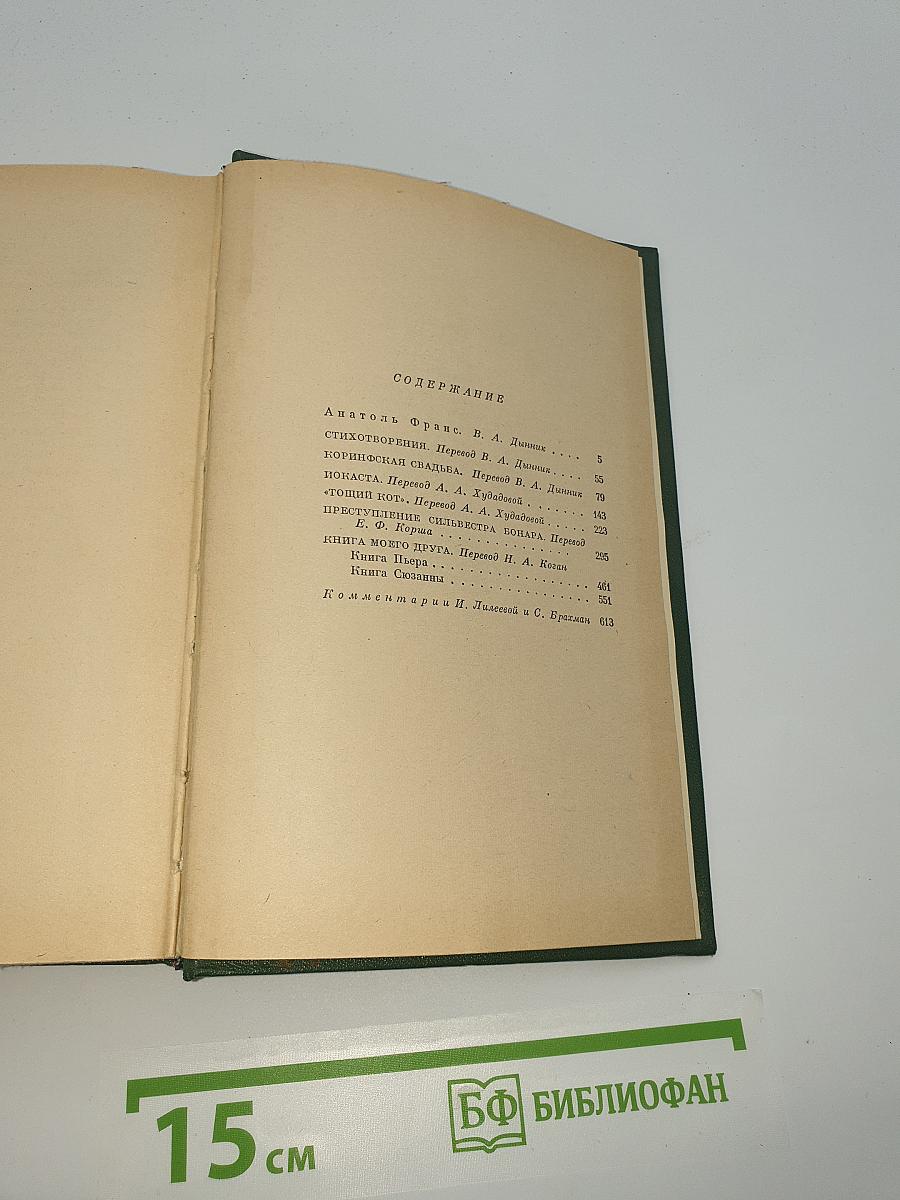 СОДЕРЖАНИЕ
Анатоль Франс. В. А. Дынник . . . . 5
СТИХОТВОРЕНИЯ. Перевод В. А. Дынник . . . . 55
КОРИНФСКАЯ СВАДЬБА. Перевод В. А. Дынник 79
ИОКАСТА. Перевод А. А. Худадовой . . . . . . . . 143
«ТОЩИЙ КОТ». Перевод А. А. Худадовой . . . . . 223
ПРЕСТУПЛЕНИЕ СИЛЬВЕСТРА БОНАРА. Перевод
Е. Ф. Корша . . . . . . . . . . . . . . . 295
КНИГА МОЕГО ДРУГА. Перевод Н. А. Коган
Книга Пьера . . . . . . . . . . . . . . . . . 461
Книга Сюзанны . . . . . . . . . . . . . . . 551
Комментарии И. Лилеевой и С. Брахман 613
15 см
БФ БИБЛИОФАН